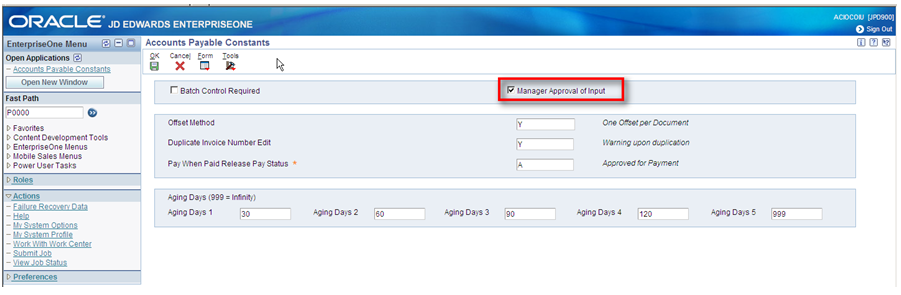 ORACLE JD EDWARDS ENTERPRISEONE
ACIOCOIU [JPD900]
Sign Out
EnterpriseOne Menu
Open Applications
Accounts Payable Constants
Open New Window
Fast Path
P0000
Favorites
Content Development Tools
EnterpriseOne Menus
Mobile Sales Menus
Power User Tasks
Roles
Actions
Failure Recovery Data
Help
My System Options
My System Profile
Work With Work Center
Submit Job
View Job Status
Preferences
Accounts Payable Constants
OK Cancel Form Tools
Batch Control Required Manager Approval of Input
Offset Method Y One Offset per Document
Duplicate Invoice Number Edit Y Warning upon duplication
Pay When Paid Release Pay Status * A Approved for Payment
Aging Days (999 = Infinity)
Aging Days 1 30 Aging Days 2 60 Aging Days 3 90 Aging Days 4 120 Aging Days 5 999